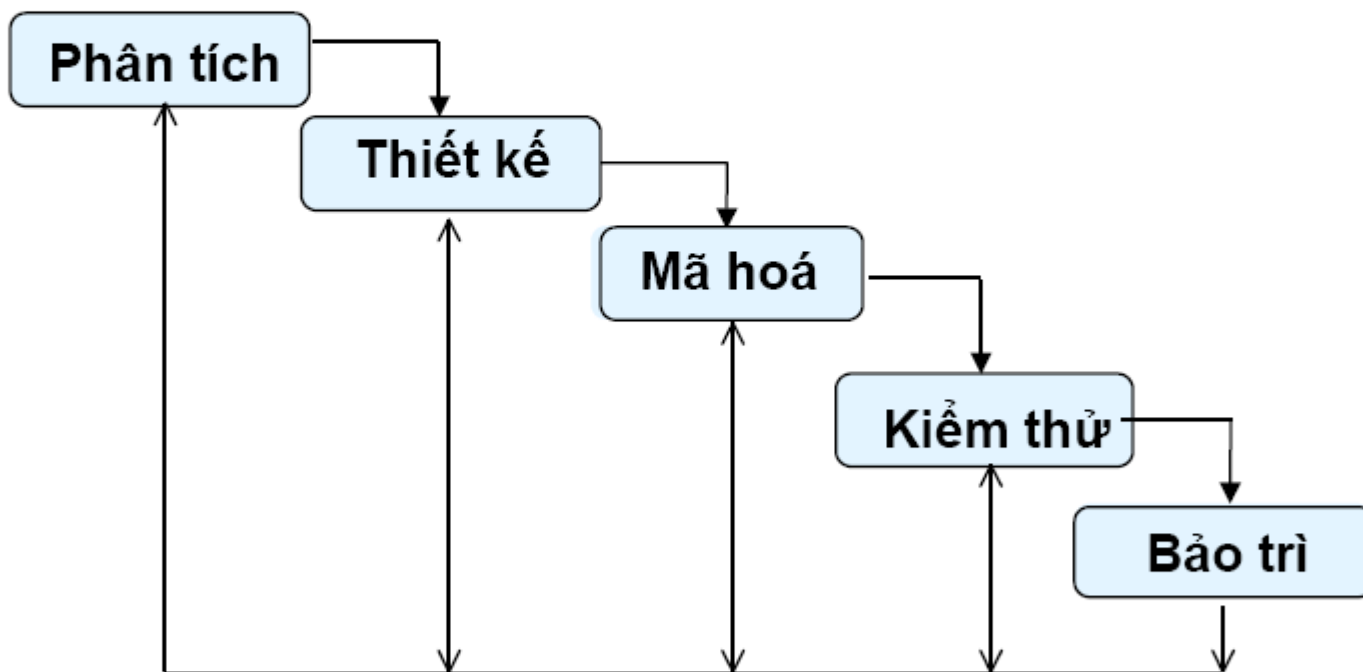 Phân tích
Thiết kế
Mã hoá
Kiểm thử
Bảo trì